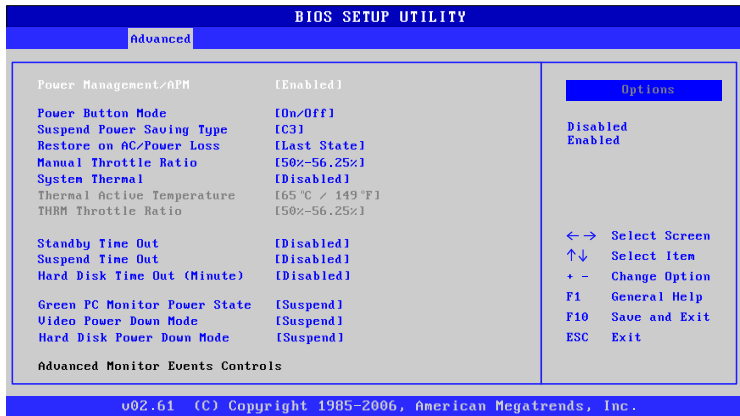 BIOS SETUP UTILITY
Advanced
Power Management/APM [Enabled]
Power Button Mode [On/Off]
Suspend Power Saving Type [C3]
Restore on AC/Power Loss [Last State]
Manual Throttle Ratio [50%-56.25%]
System Thermal [Disabled]
Thermal Active Temperature [65 °C / 149 °F]
THRM Throttle Ratio [50%-56.25%]
Standby Time Out [Disabled]
Suspend Time Out [Disabled]
Hard Disk Time Out (Minute) [Disabled]
Green PC Monitor Power State [Suspend]
Video Power Down Mode [Suspend]
Hard Disk Power Down Mode [Suspend]
Advanced Monitor Events Controls
Options
Disabled
Enabled
←→ Select Screen
↑↓ Select Item
+ - Change Option
F1 General Help
F10 Save and Exit
ESC Exit
v02.61 (C) Copyright 1985-2006, American Megatrends, Inc.